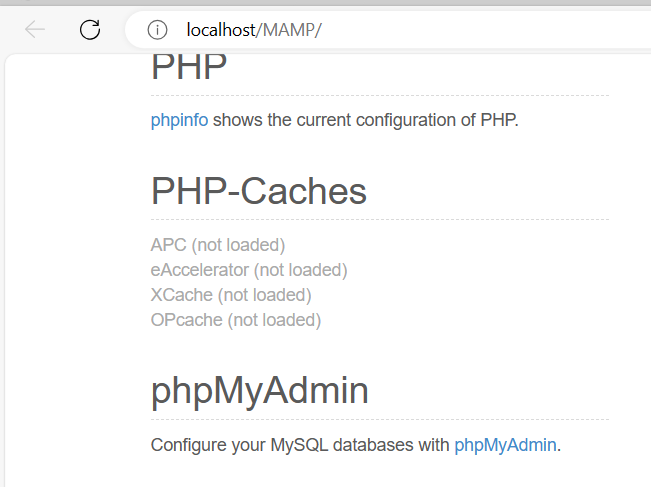 localhost/MAMP/
PHP
phpinfo shows the current configuration of PHP.
PHP-Caches
APC (not loaded)
eAccelerator (not loaded)
XCache (not loaded)
OPcache (not loaded)
phpMyAdmin
Configure your MySQL databases with phpMyAdmin.